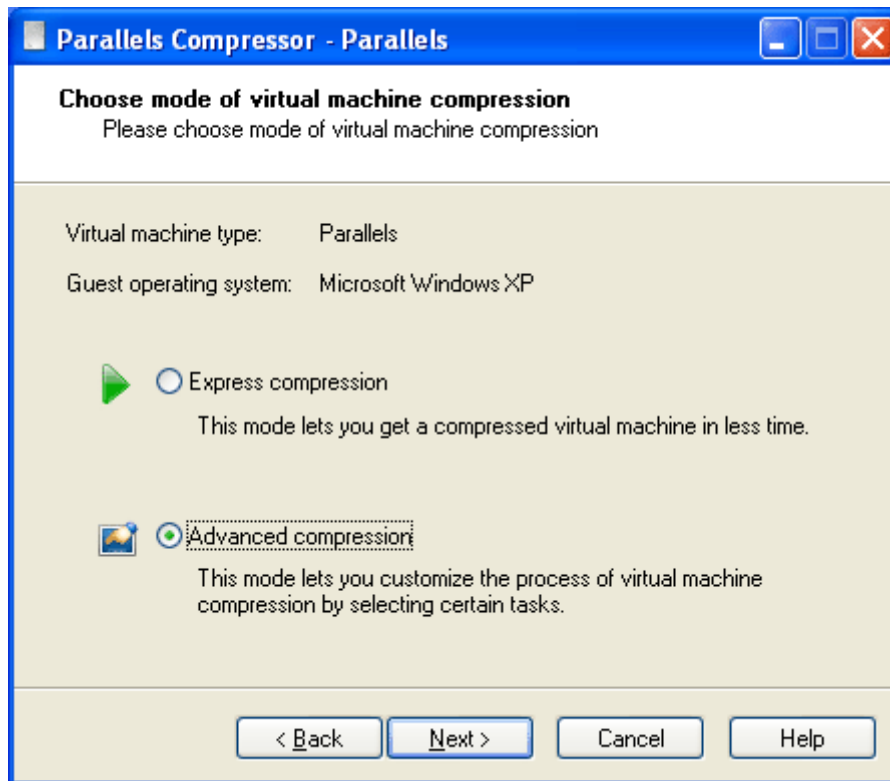 Parallels Compressor - Parallels
Choose mode of virtual machine compression
Please choose mode of virtual machine compression
Virtual machine type: Parallels
Guest operating system: Microsoft Windows XP
Express compression
This mode lets you get a compressed virtual machine in less time.
Advanced compression
This mode lets you customize the process of virtual machine
compression by selecting certain tasks.
< Back Next > Cancel Help